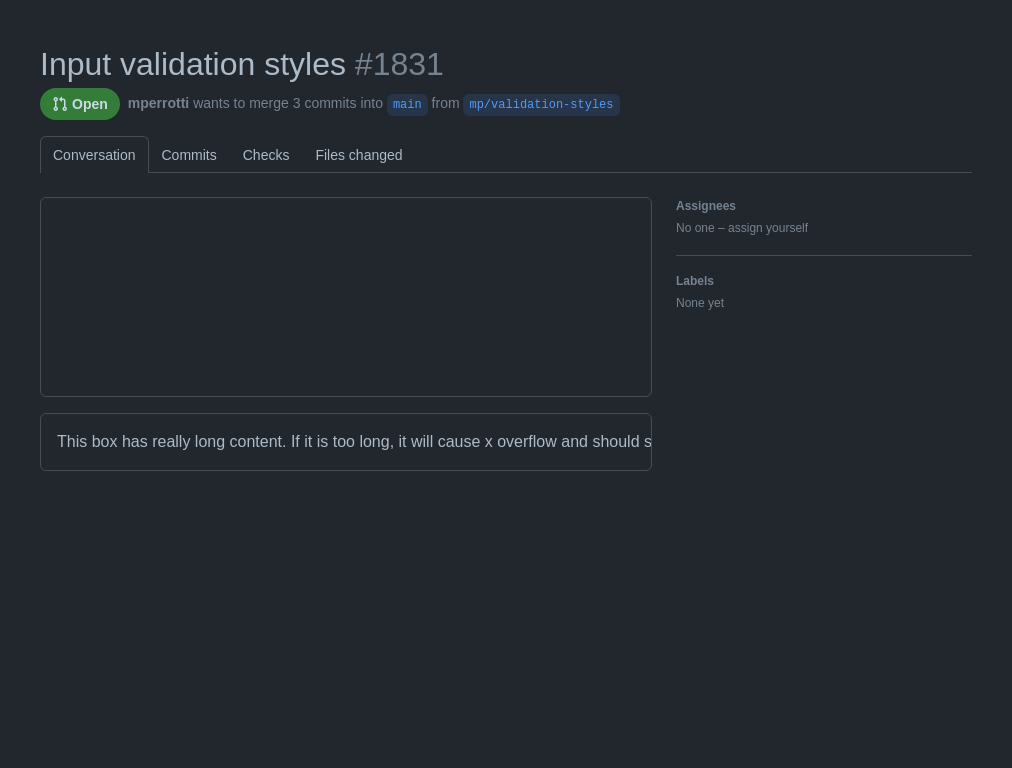 Input validation styles #1831
Open mperrotti wants to merge 3 commits into main from mp/validation-styles
Conversation Commits Checks Files changed
Assignees
No one – assign yourself
Labels
None yet
This box has really long content. If it is too long, it will cause x overflow and should s